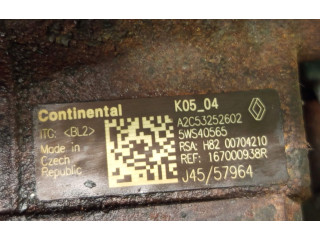 Continental K05_04
ITG: <BL2> A2C53252602
5WS40565
Made in RSA: H82 00704210
Czech REF: 167000938R
Republic J45/57964